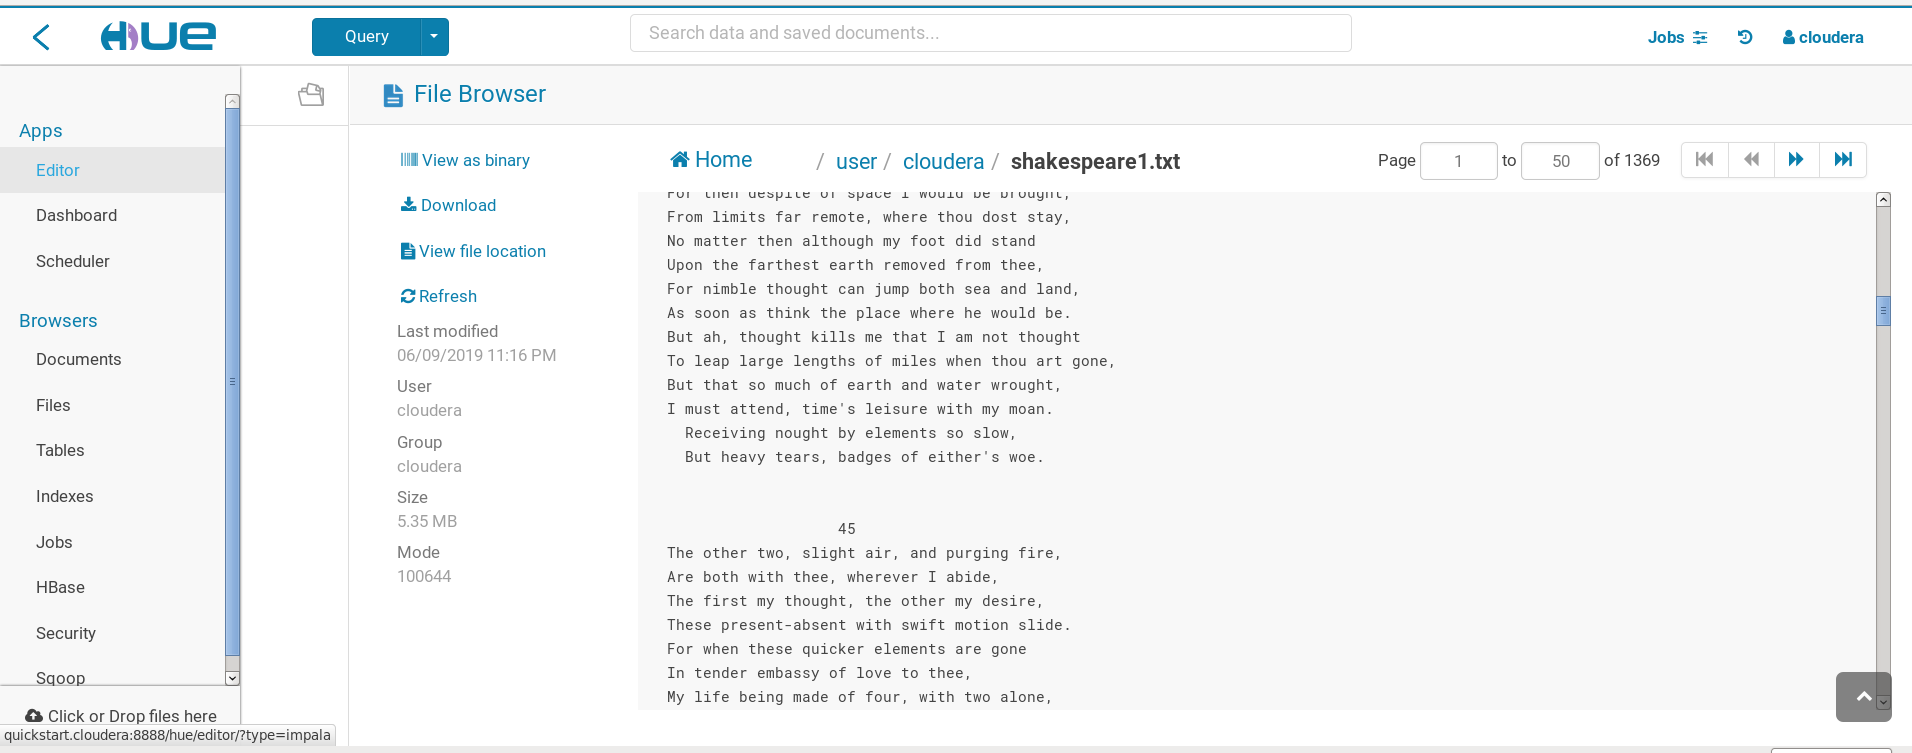 HUE
Query
Search data and saved documents...
Jobs
cloudera
Apps
Editor
Dashboard
Scheduler
Browsers
Documents
Files
Tables
Indexes
Jobs
HBase
Security
Sqoop
Click or Drop files here
quickstart.cloudera:8888/hue/editor/?type=impala
File Browser
View as binary
Download
View file location
Refresh
Last modified
06/09/2019 11:16 PM
User
cloudera
Group
cloudera
Size
5.35 MB
Mode
100644
Home / user / cloudera / shakespeare1.txt
Page 1 to 50 of 1369
For then despite of space I would be brought,
From limits far remote, where thou dost stay,
No matter then although my foot did stand
Upon the farthest earth removed from thee,
For nimble thought can jump both sea and land,
As soon as think the place where he would be.
But ah, thought kills me that I am not thought
To leap large lengths of miles when thou art gone,
But that so much of earth and water wrought,
I must attend, time's leisure with my moan.
Receiving nought by elements so slow,
But heavy tears, badges of either's woe.
45
The other two, slight air, and purging fire,
Are both with thee, wherever I abide,
The first my thought, the other my desire,
These present-absent with swift motion slide.
For when these quicker elements are gone
In tender embassy of love to thee,
My life being made of four, with two alone,